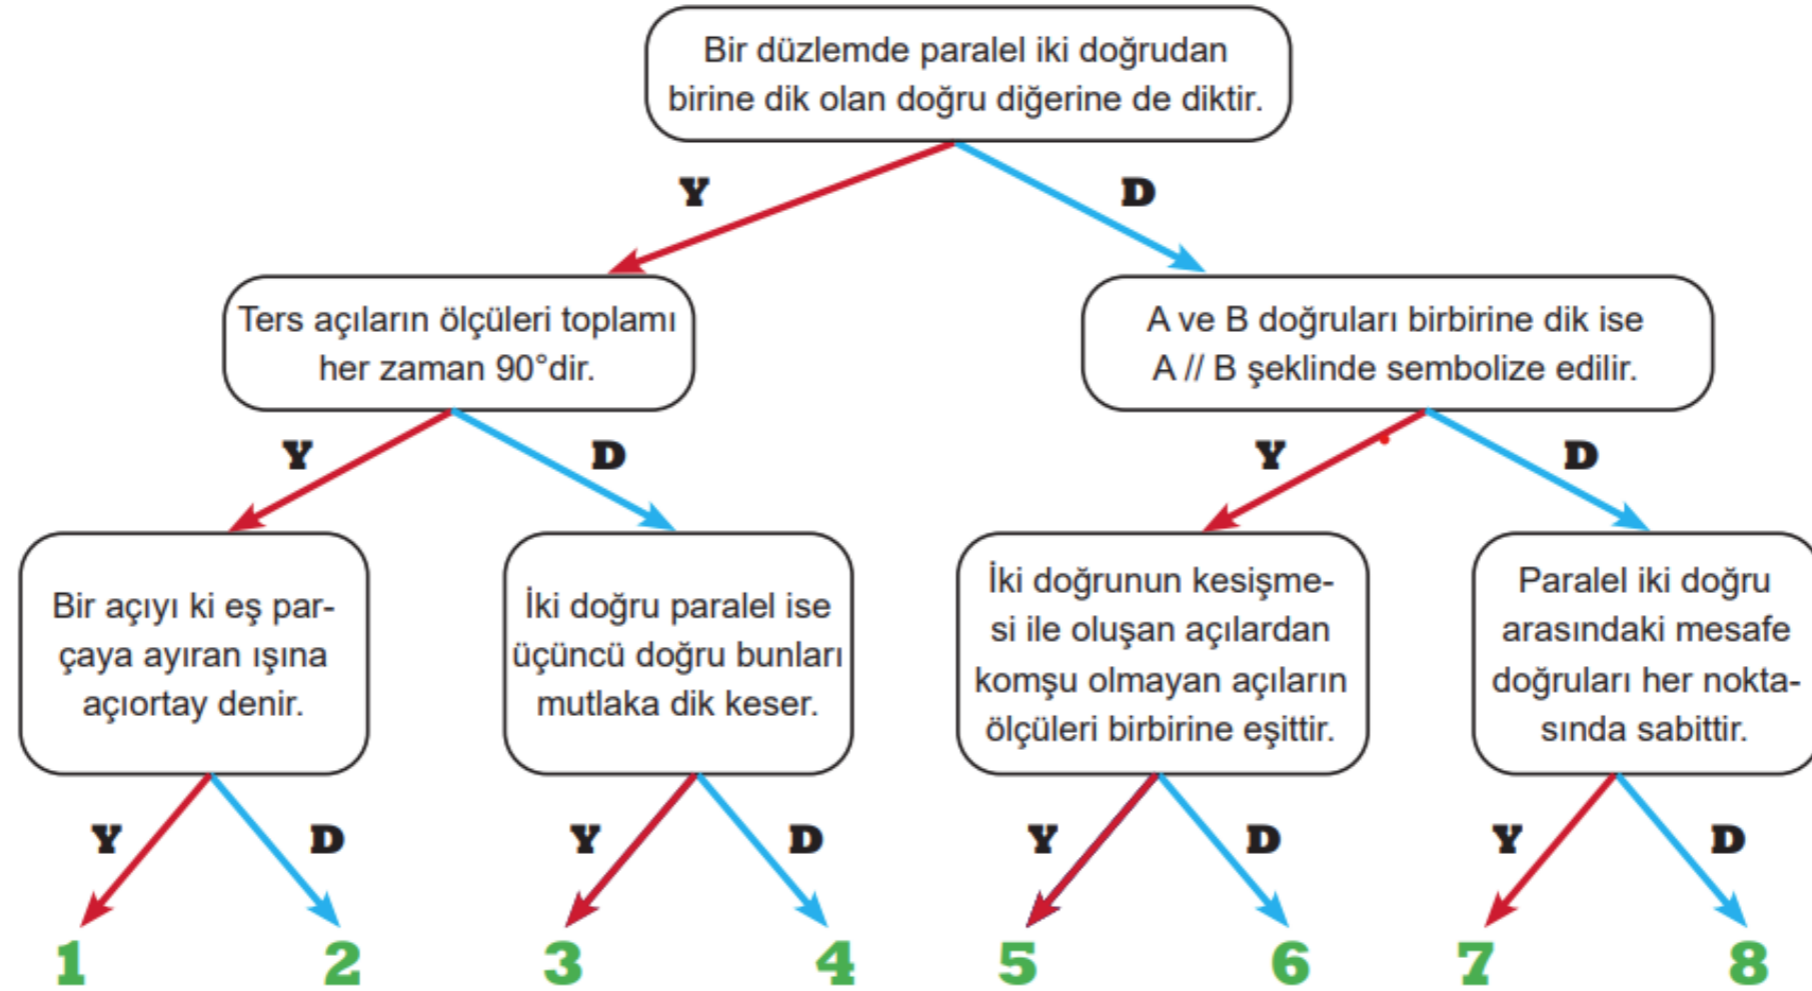 Bir düzlemde paralel iki doğrudan
birine dik olan doğru diğerine de diktir.
Y
D
Ters açıların ölçüleri toplamı
her zaman 90°dir.
A ve B doğruları birbirine dik ise
A // B şeklinde sembolize edilir.
Y
D
Y
D
Bir açıyı ki eş par-
çaya ayıran ışına
açıortay denir.
İki doğru paralel ise
üçüncü doğru bunları
mutlaka dik keser.
İki doğrunun kesişme-
si ile oluşan açılardan
komşu olmayan açıların
ölçüleri birbirine eşittir.
Paralel iki doğru
arasındaki mesafe
doğruları her nokta-
sında sabittir.
Y
D
Y
D
Y
D
Y
D
1
2
3
4
5
6
7
8